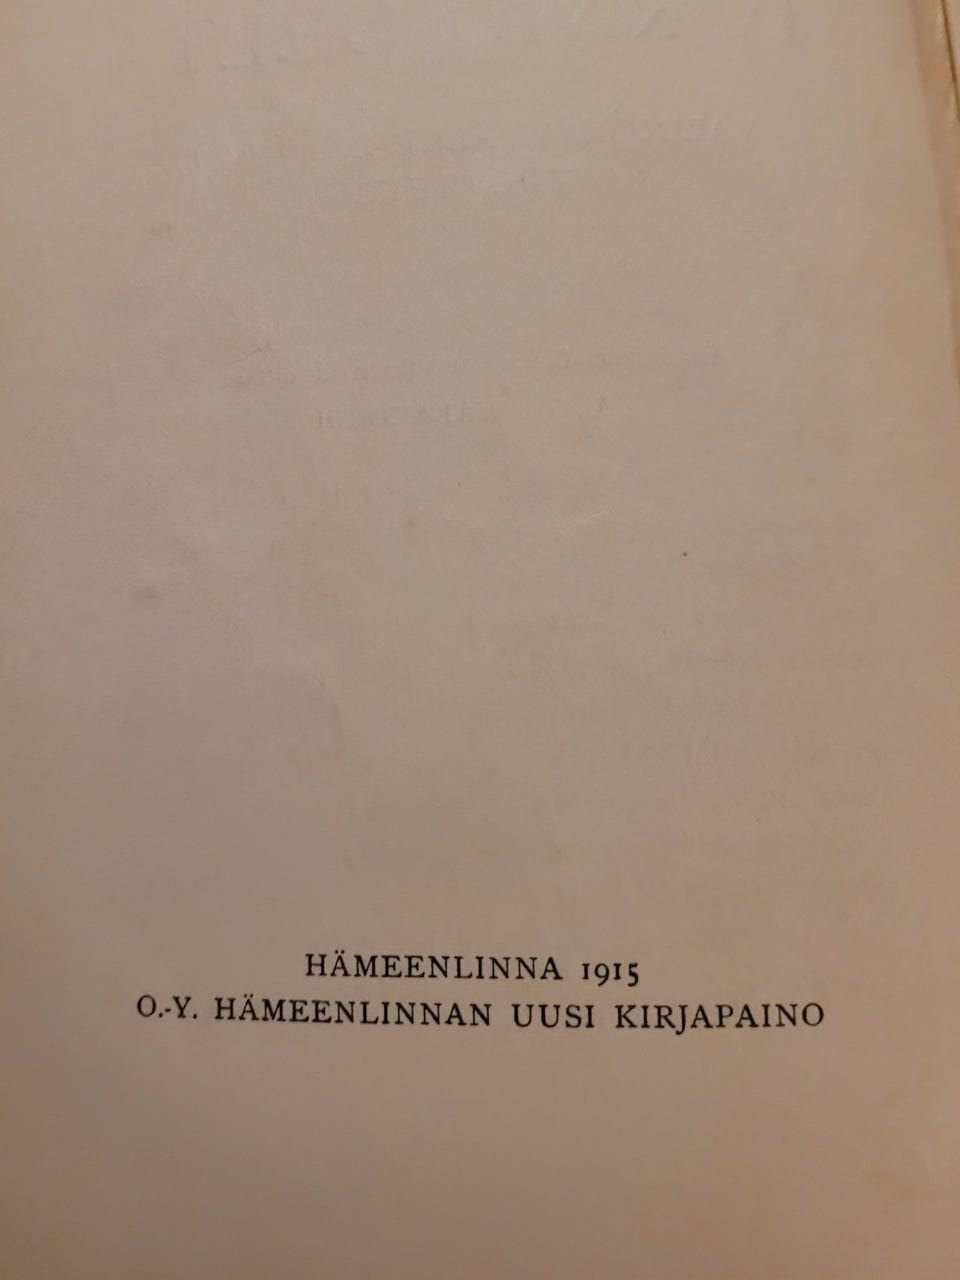 HÄMEENLINNA 1915
O.-Y. HÄMEENLINNAN UUSI KIRJAPAINO